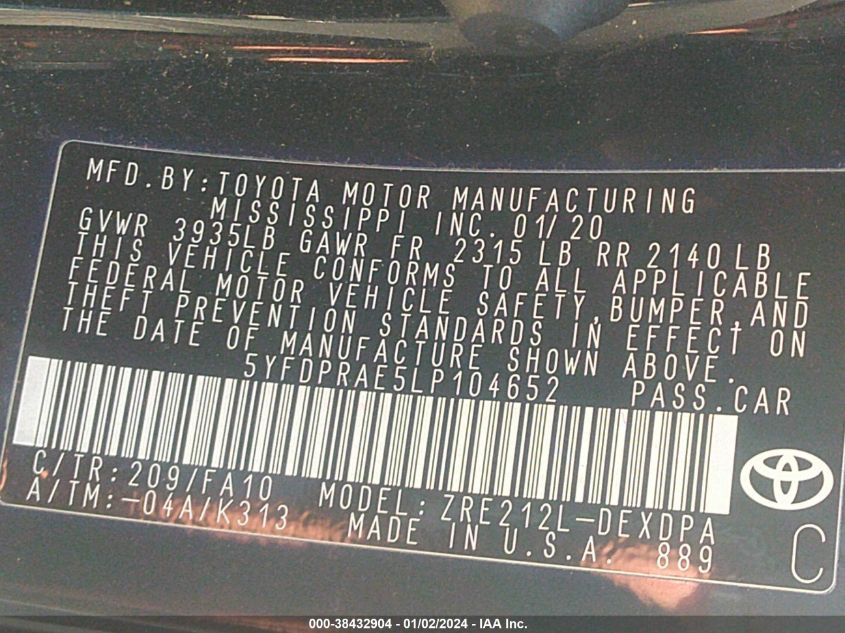 MFD.BY:TOYOTA MOTOR MANUFACTURING
MISSISSIPPI INC. 01/20
GVWR 3935LB GAWR FR 2315 LB RR 2140 LB
THIS VEHICLE CONFORMS TO ALL APPLICABLE
FEDERAL MOTOR VEHICLE SAFETY,BUMPER,AND
THEFT PREVENTION STANDARDS IN EFFECT ON
THE DATE OF MANUFACTURE SHOWN ABOVE.
5YFDPRAE5LP104652 PASS.CAR
C/TR:209/FA10 MODEL:ZRE212L-DEXDPA
A/TM:-04A/K313 MADE IN U.S.A. 889
C
000-38432904 - 01/02/2024 - IAA Inc.